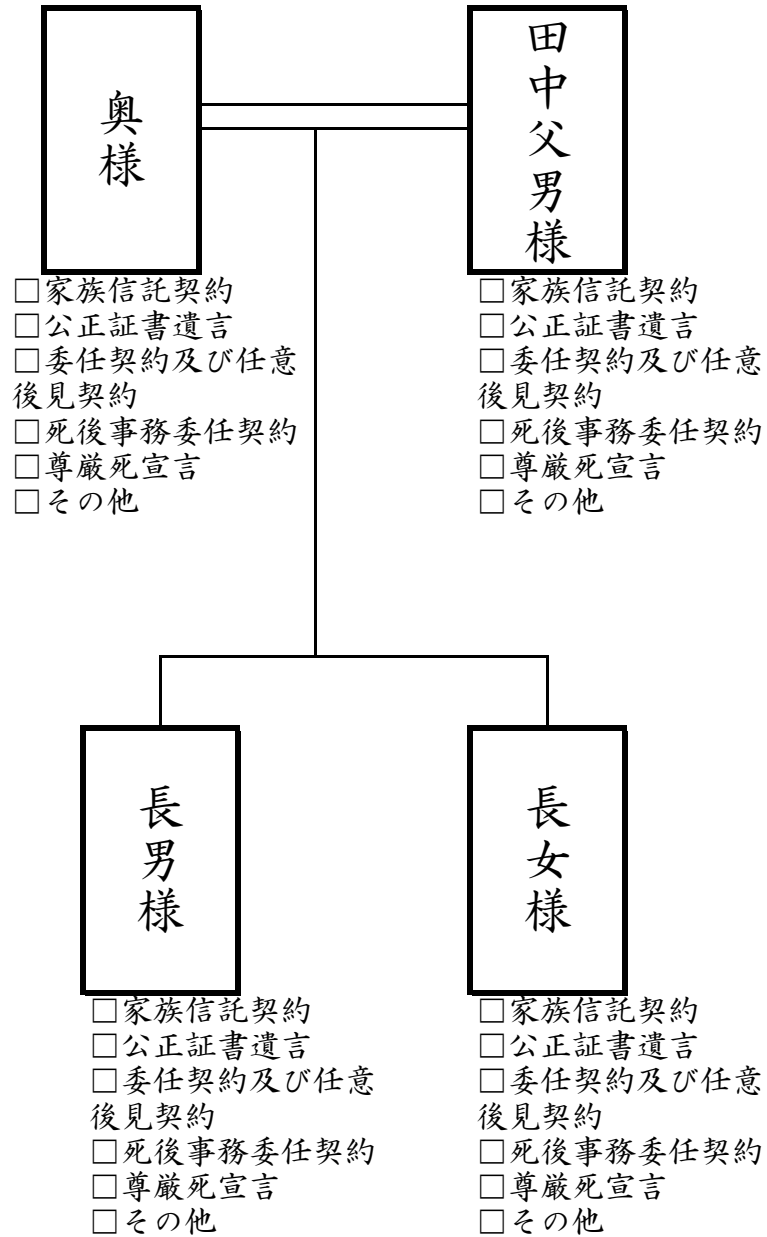 奥様
□家族信託契約
□公正証書遺言
□委任契約及び任意
後見契約
□死後事務委任契約
□尊厳死宣言
□その他
田中父男様
□家族信託契約
□公正証書遺言
□委任契約及び任意
後見契約
□死後事務委任契約
□尊厳死宣言
□その他
長男様
□家族信託契約
□公正証書遺言
□委任契約及び任意
後見契約
□死後事務委任契約
□尊厳死宣言
□その他
長女様
□家族信託契約
□公正証書遺言
□委任契約及び任意
後見契約
□死後事務委任契約
□尊厳死宣言
□その他